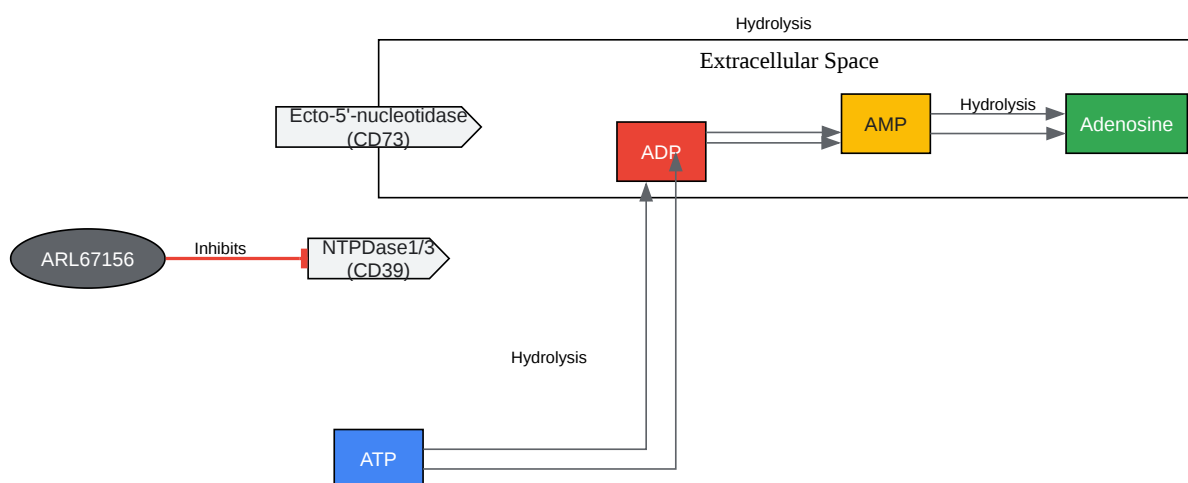 Hydrolysis
Extracellular Space
Ecto-5'-nucleotidase
(CD73)
ADP
AMP
Hydrolysis
Adenosine
ARL67156
Inhibits
NTPDase1/3
(CD39)
Hydrolysis
ATP